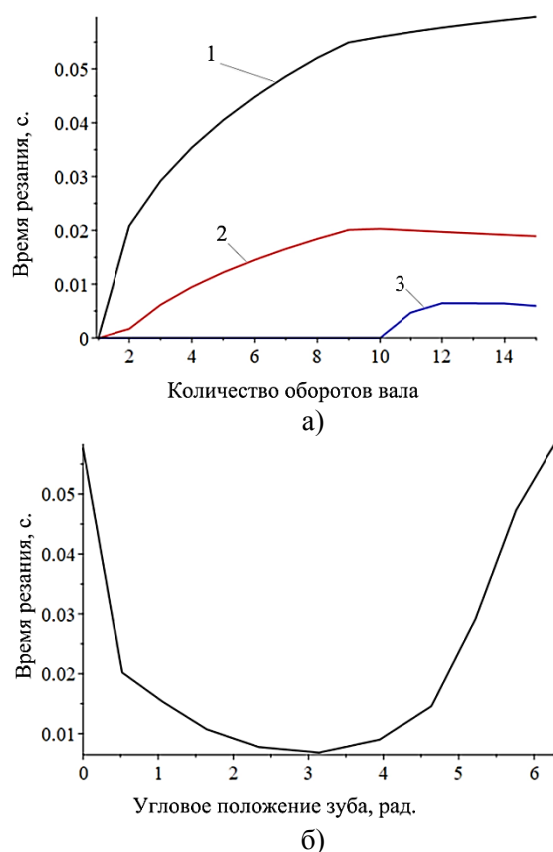 Время резания, с.
0.05
0.04
0.03
0.02
0.01
0
1
2
3
2 4 6 8 10 12 14
Количество оборотов вала
а)
Время резания, с.
0.05
0.04
0.03
0.02
0.01
0 1 2 3 4 5 6
Угловое положение зуба, рад.
б)